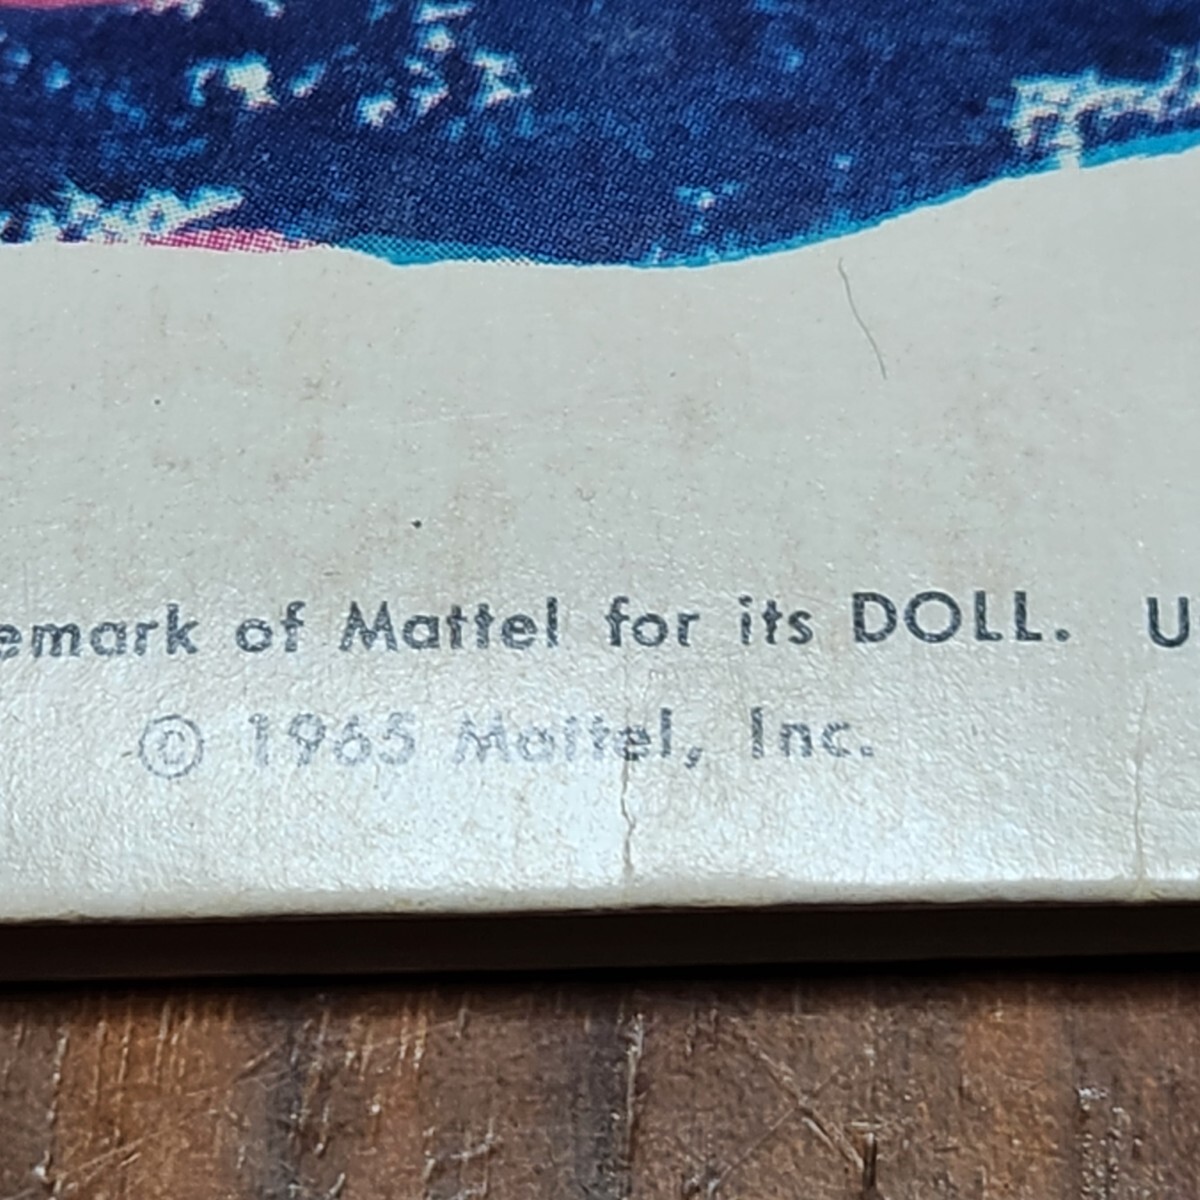 emark of Mattel for its DOLL. U
© 1965 Mattel, Inc.